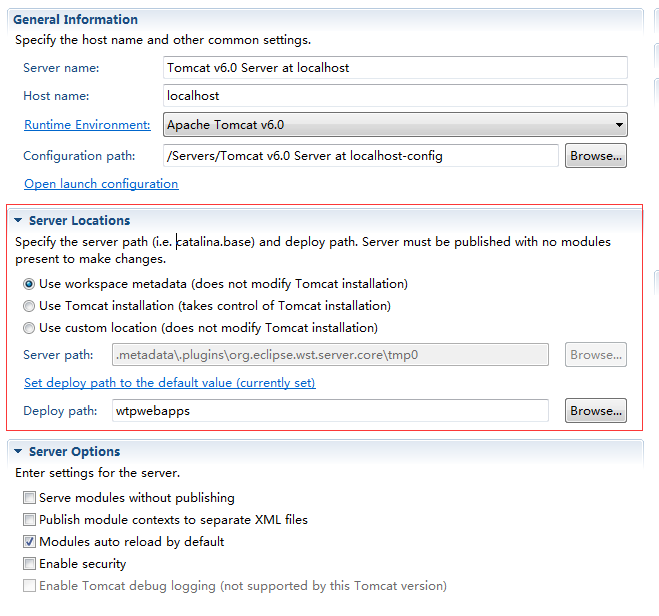 General Information
Specify the host name and other common settings.
Server name: Tomcat v6.0 Server at localhost
Host name: localhost
Runtime Environment: Apache Tomcat v6.0
Configuration path: /Servers/Tomcat v6.0 Server at localhost-config Browse...
Open launch configuration
Server Locations
Specify the server path (i.e. catalina.base) and deploy path. Server must be published with no modules
present to make changes.
Use workspace metadata (does not modify Tomcat installation)
Use Tomcat installation (takes control of Tomcat installation)
Use custom location (does not modify Tomcat installation)
Server path: .metadata\.plugins\org.eclipse.wst.server.core\tmp0 Browse...
Set deploy path to the default value (currently set)
Deploy path: wtpwebapps Browse...
Server Options
Enter settings for the server.
Serve modules without publishing
Publish module contexts to separate XML files
Modules auto reload by default
Enable security
Enable Tomcat debug logging (not supported by this Tomcat version)